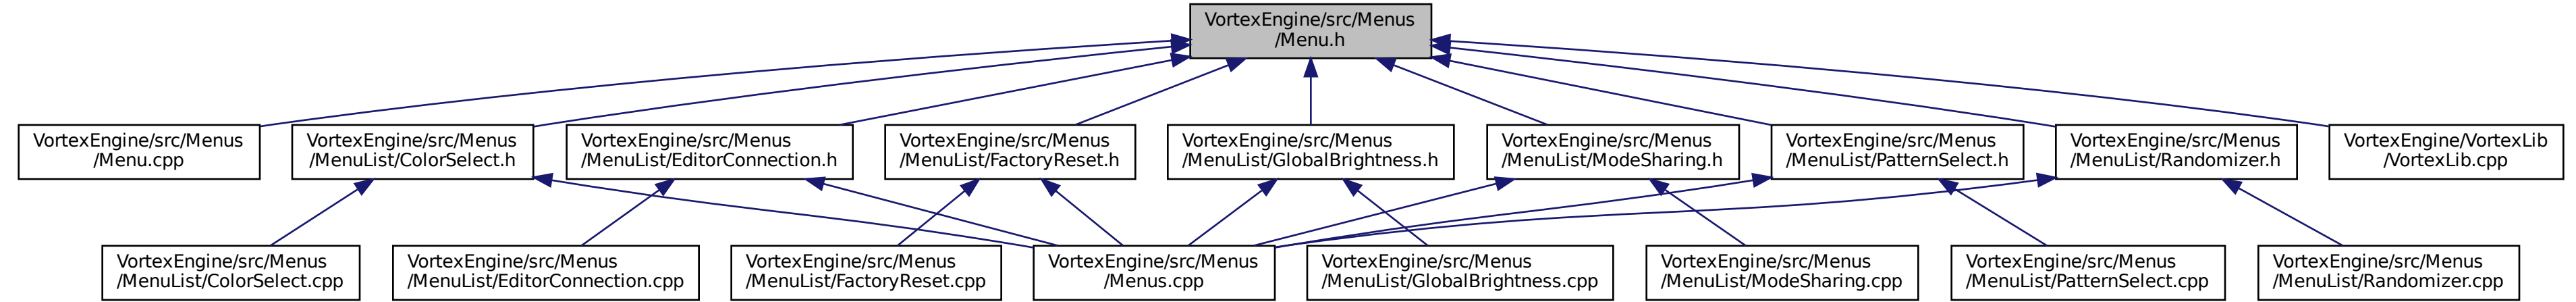 VortexEngine/src/Menus
/Menu.h
VortexEngine/src/Menus
/Menu.cpp
VortexEngine/src/Menus
/MenuList/ColorSelect.h
VortexEngine/src/Menus
/MenuList/EditorConnection.h
VortexEngine/src/Menus
/MenuList/FactoryReset.h
VortexEngine/src/Menus
/MenuList/GlobalBrightness.h
VortexEngine/src/Menus
/MenuList/ModeSharing.h
VortexEngine/src/Menus
/MenuList/PatternSelect.h
VortexEngine/src/Menus
/MenuList/Randomizer.h
VortexEngine/VortexLib
/VortexLib.cpp
VortexEngine/src/Menus
/MenuList/ColorSelect.cpp
VortexEngine/src/Menus
/MenuList/EditorConnection.cpp
VortexEngine/src/Menus
/MenuList/FactoryReset.cpp
VortexEngine/src/Menus
/Menus.cpp
VortexEngine/src/Menus
/MenuList/GlobalBrightness.cpp
VortexEngine/src/Menus
/MenuList/ModeSharing.cpp
VortexEngine/src/Menus
/MenuList/PatternSelect.cpp
VortexEngine/src/Menus
/MenuList/Randomizer.cpp